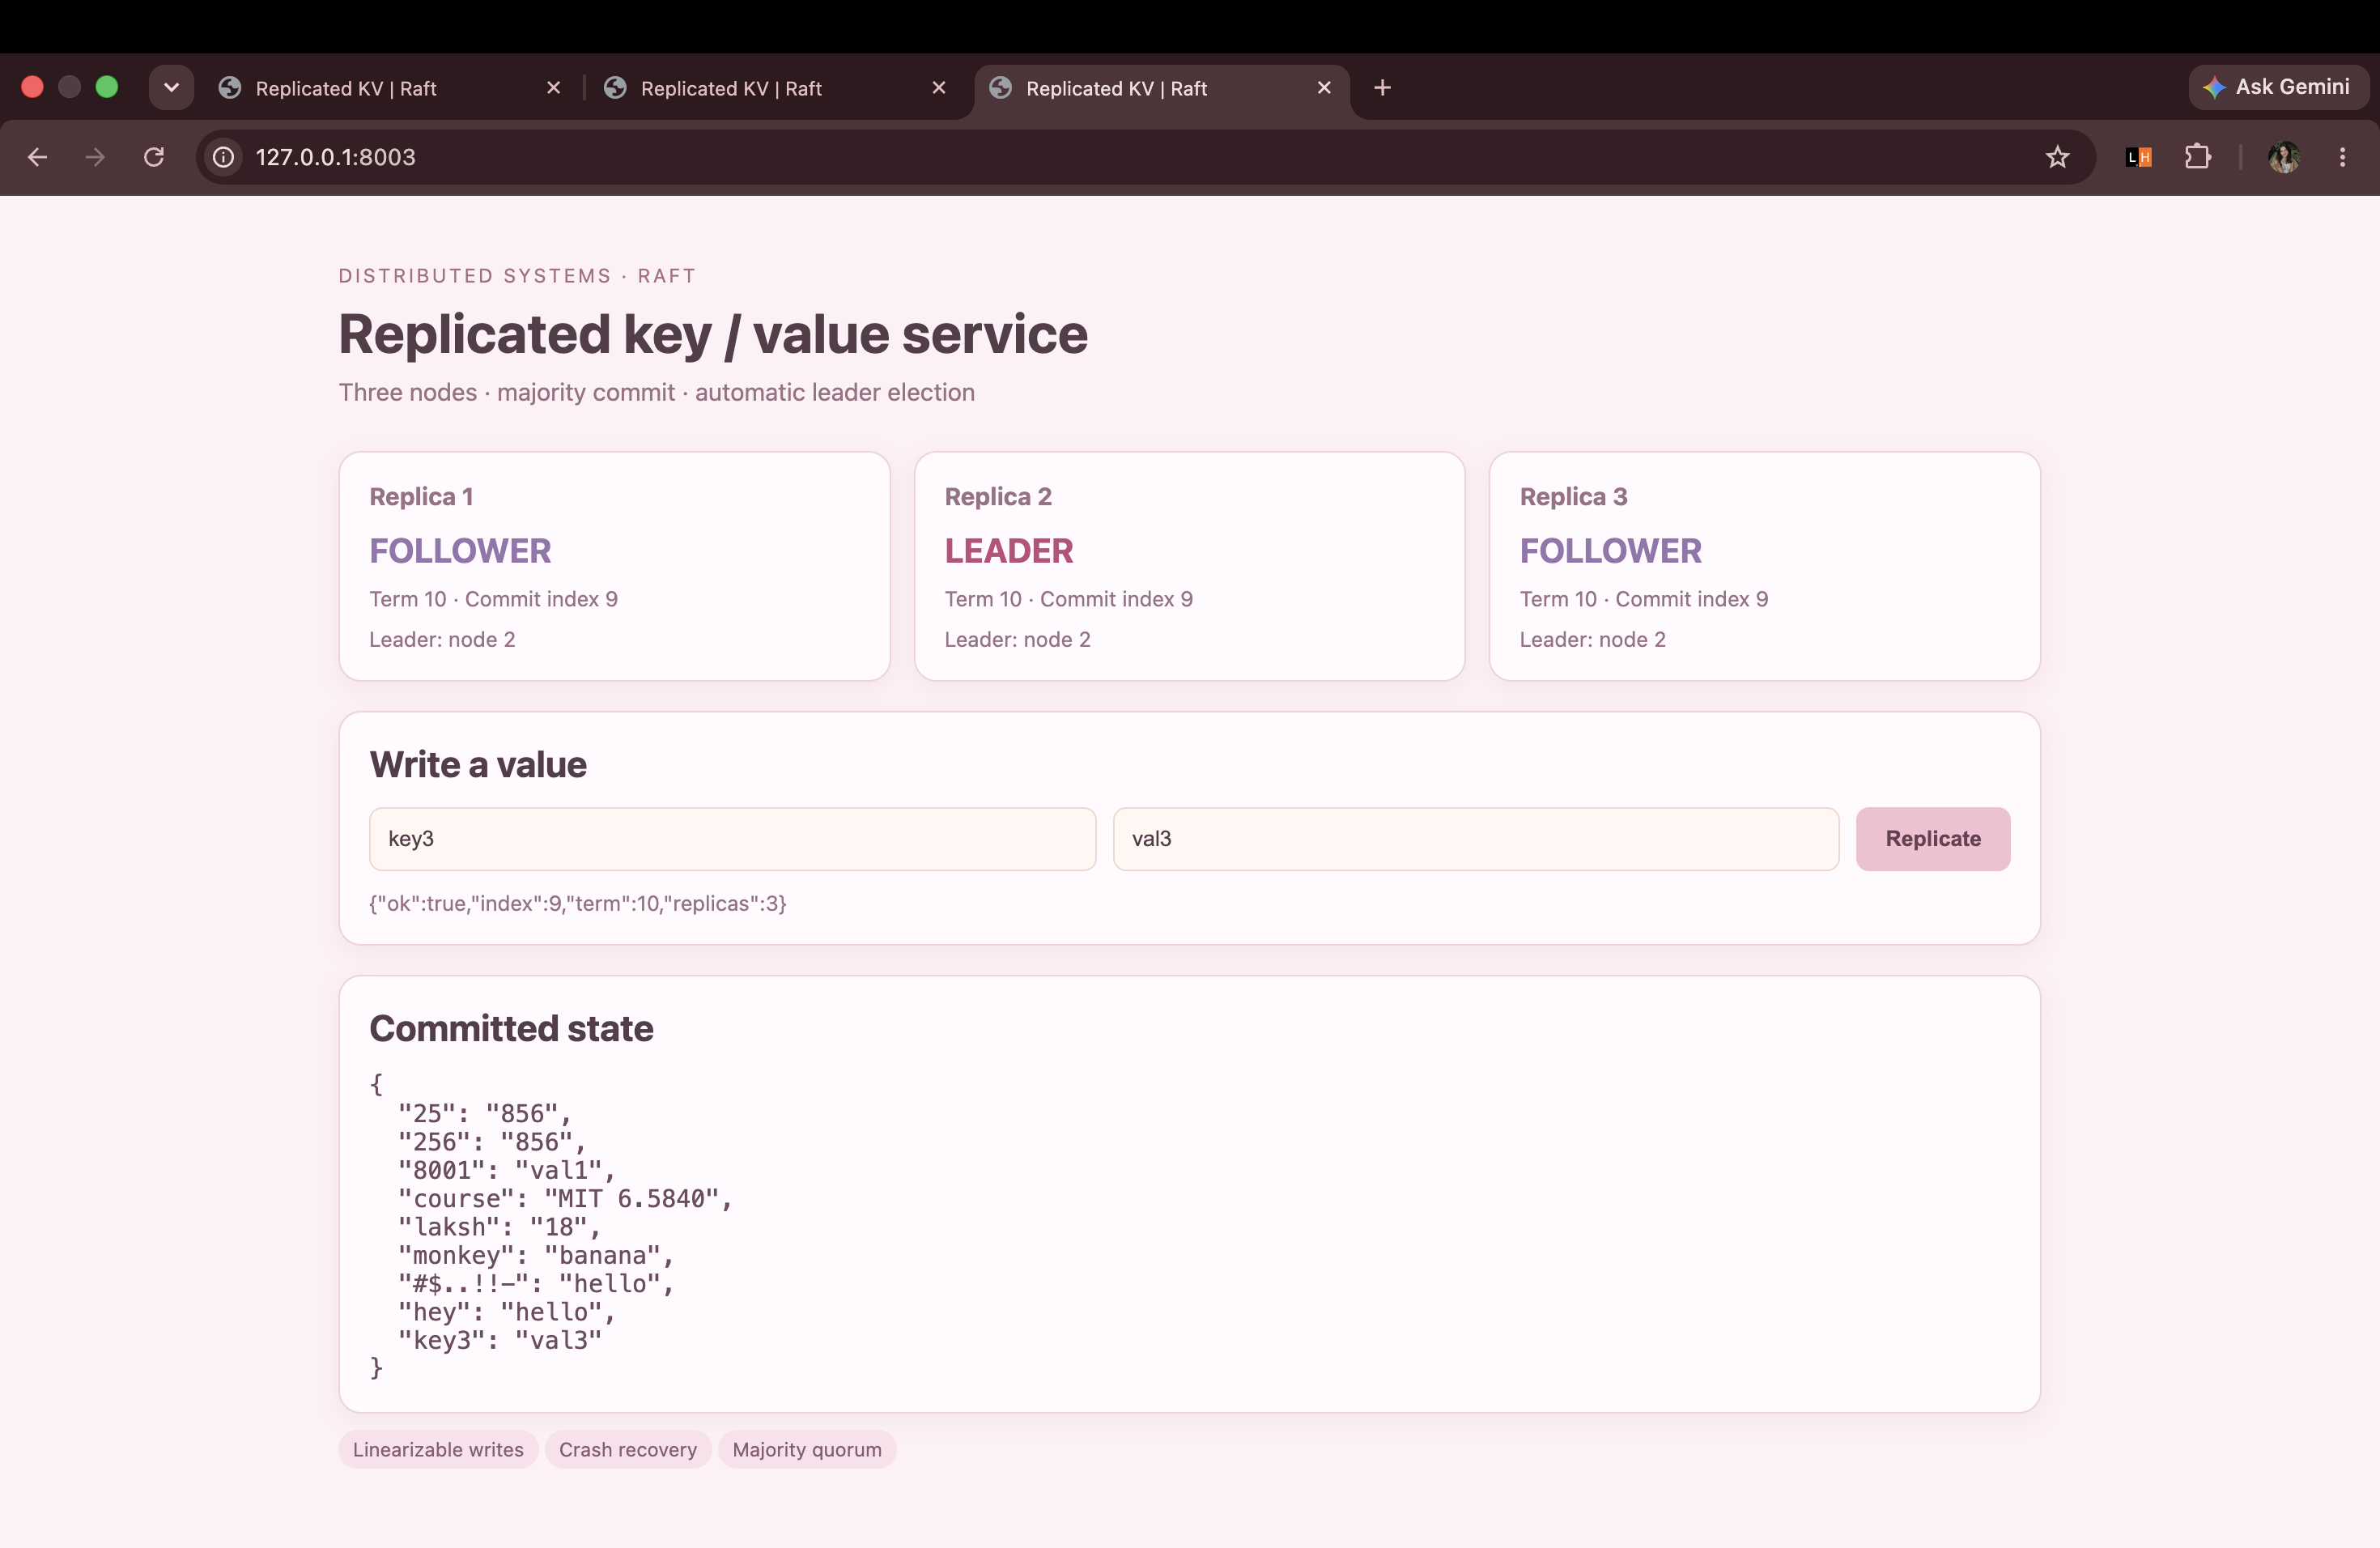 Replicated KV | Raft
Replicated KV | Raft
Replicated KV | Raft
Ask Gemini
127.0.0.1:8003
LH
DISTRIBUTED SYSTEMS · RAFT
Replicated key / value service
Three nodes · majority commit · automatic leader election
Replica 1
FOLLOWER
Term 10 · Commit index 9
Leader: node 2
Replica 2
LEADER
Term 10 · Commit index 9
Leader: node 2
Replica 3
FOLLOWER
Term 10 · Commit index 9
Leader: node 2
Write a value
key3 val3 Replicate
{"ok":true,"index":9,"term":10,"replicas":3}
Committed state
{
  "25": "856",
  "256": "856",
  "8001": "val1",
  "course": "MIT 6.5840",
  "laksh": "18",
  "monkey": "banana",
  "#$..!!—": "hello",
  "hey": "hello",
  "key3": "val3"
}
Linearizable writes Crash recovery Majority quorum